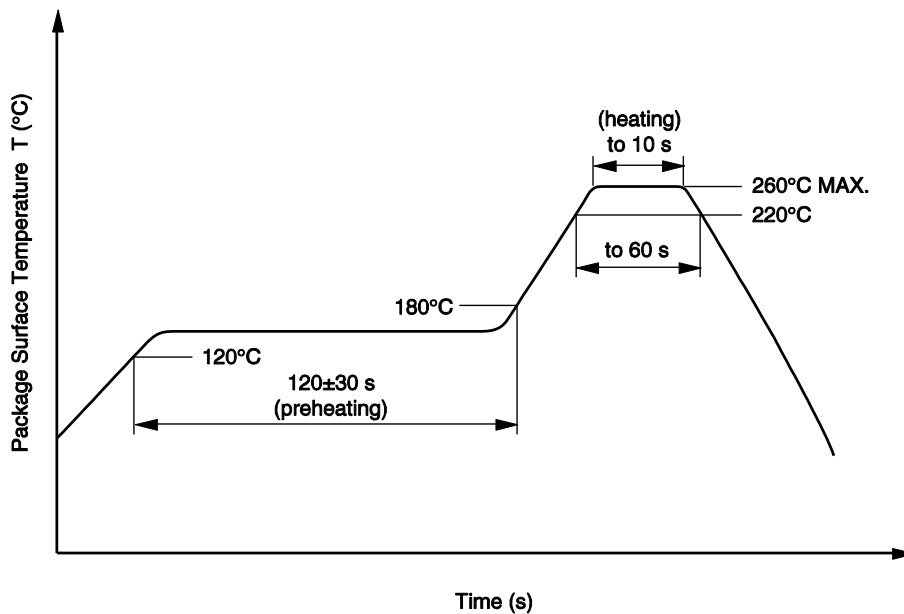 Package Surface Temperature T (°C)
(heating)
to 10 s
260°C MAX.
220°C
to 60 s
180°C
120°C
120±30 s
(preheating)
Time (s)